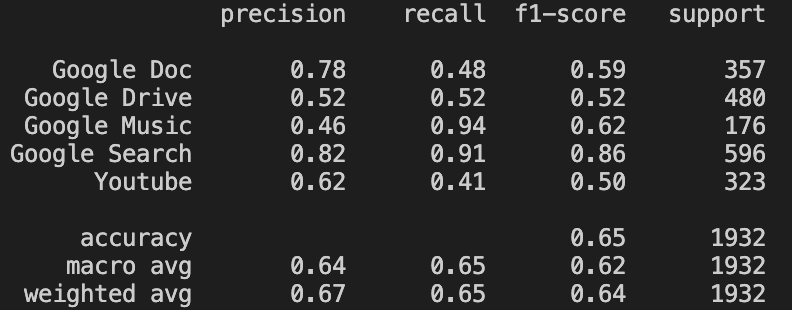 precision recall f1-score support
Google Doc 0.78 0.48 0.59 357
Google Drive 0.52 0.52 0.52 480
Google Music 0.46 0.94 0.62 176
Google Search 0.82 0.91 0.86 596
Youtube 0.62 0.41 0.50 323
accuracy 0.65 1932
macro avg 0.64 0.65 0.62 1932
weighted avg 0.67 0.65 0.64 1932